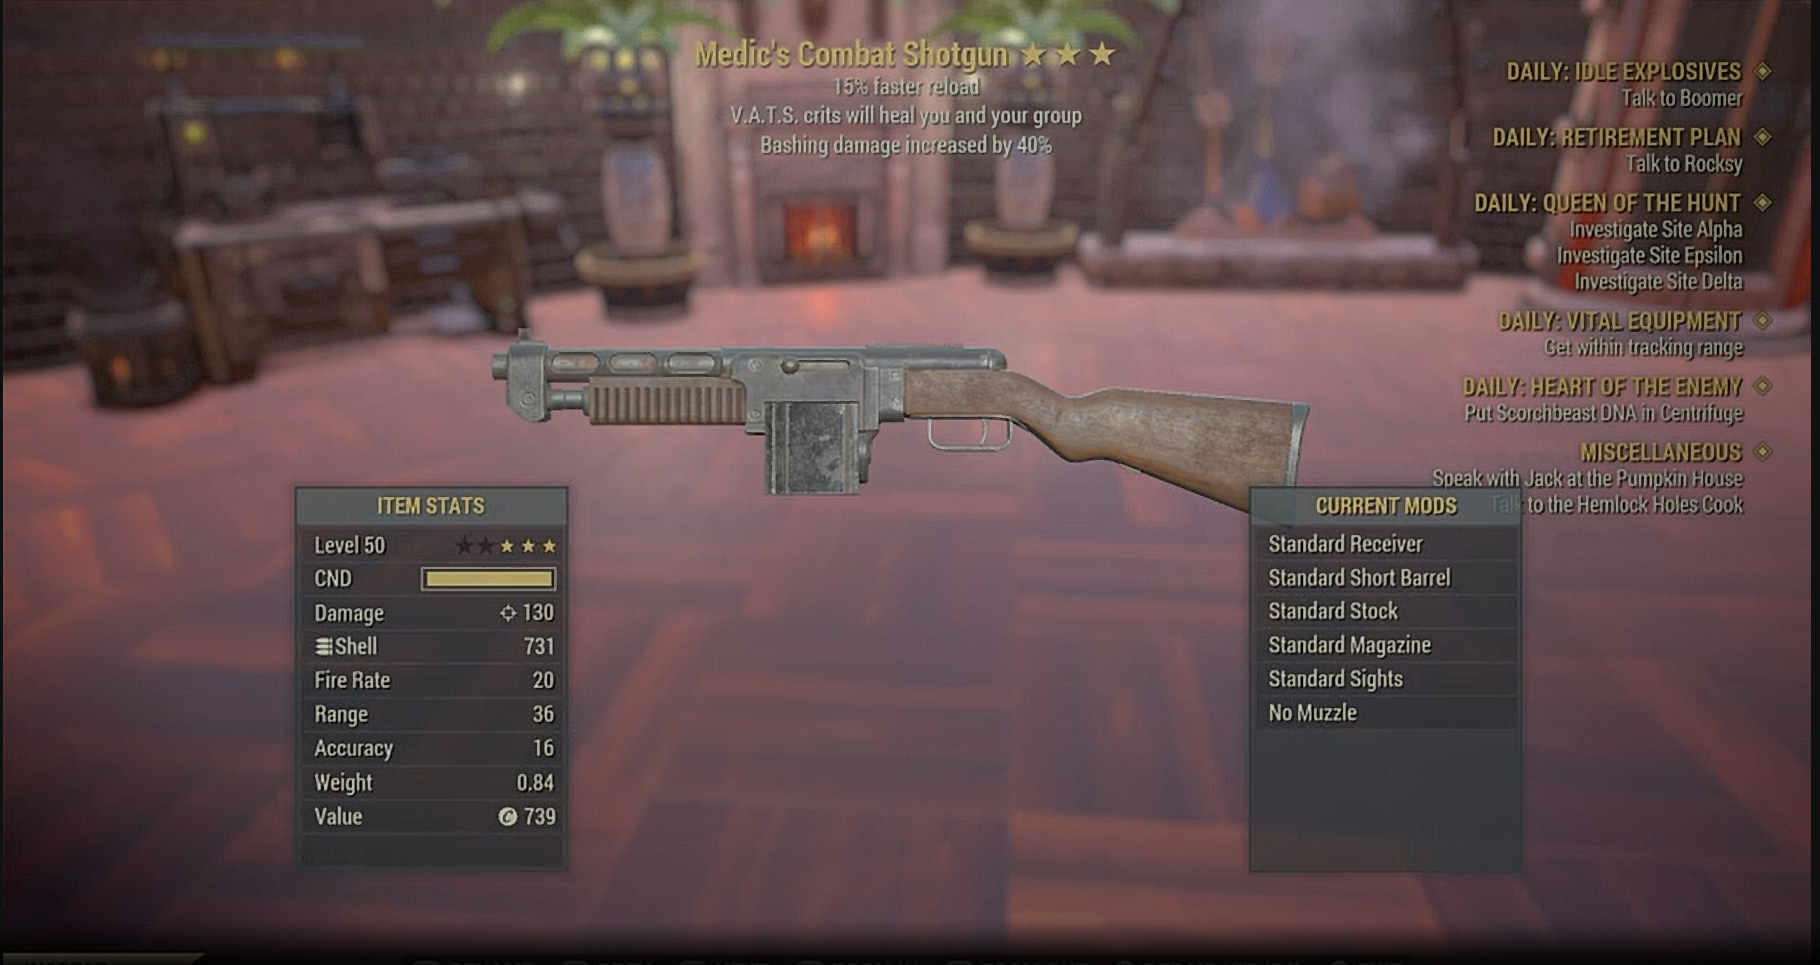 Medic's Combat Shotgun ★ ★ ★
15% faster reload
V.A.T.S. crits will heal you and your group
Bashing damage increased by 40%
DAILY: IDLE EXPLOSIVES
Talk to Boomer
DAILY: RETIREMENT PLAN
Talk to Rocksy
DAILY: QUEEN OF THE HUNT
Investigate Site Alpha
Investigate Site Epsilon
Investigate Site Delta
DAILY: VITAL EQUIPMENT
Get within tracking range
DAILY: HEART OF THE ENEMY
Put Scorchbeast DNA in Centrifuge
MISCELLANEOUS
Speak with Jack at the Pumpkin House
Talk to the Hemlock Holes Cook
ITEM STATS
Level 50
CND
Damage 130
Shell 731
Fire Rate 20
Range 36
Accuracy 16
Weight 0.84
Value 739
CURRENT MODS
Standard Receiver
Standard Short Barrel
Standard Stock
Standard Magazine
Standard Sights
No Muzzle